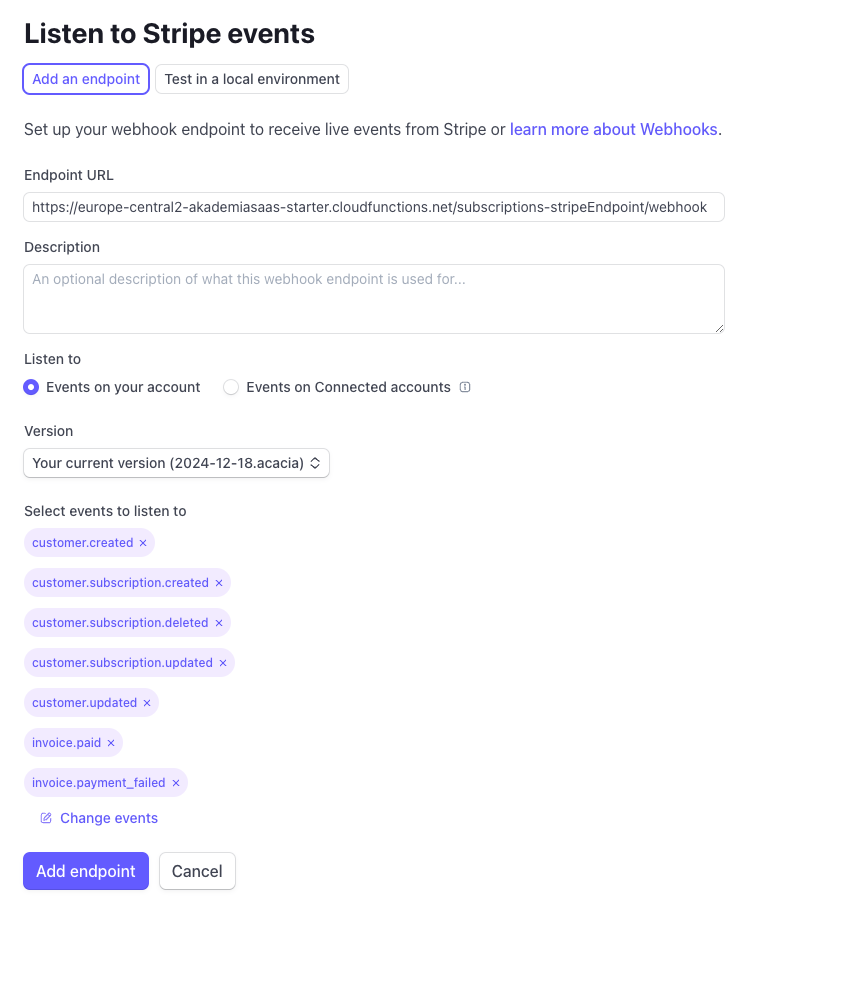 Listen to Stripe events
Add an endpoint Test in a local environment
Set up your webhook endpoint to receive live events from Stripe or learn more about Webhooks.
Endpoint URL
https://europe-central2-akademiasaas-starter.cloudfunctions.net/subscriptions-stripeEndpoint/webhook
Description
An optional description of what this webhook endpoint is used for...
Listen to
Events on your account Events on Connected accounts
Version
Your current version (2024-12-18.acacia)
Select events to listen to
customer.created ×
customer.subscription.created ×
customer.subscription.deleted ×
customer.subscription.updated ×
customer.updated ×
invoice.paid ×
invoice.payment_failed ×
Change events
Add endpoint Cancel